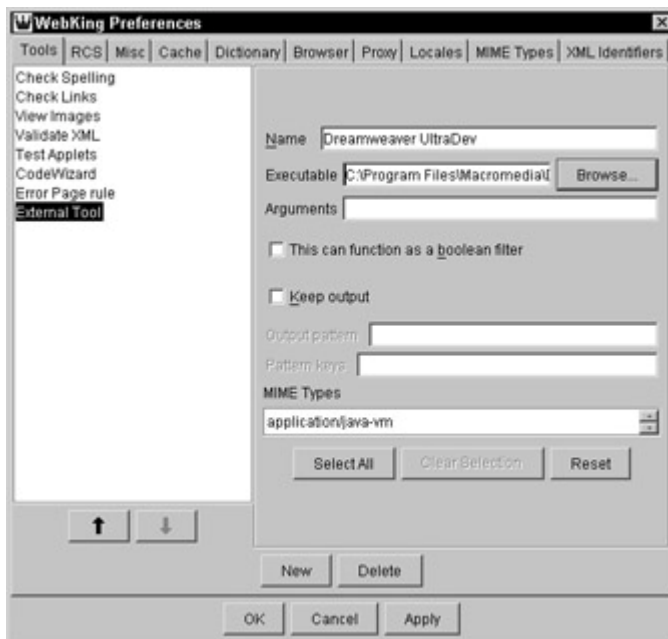 WebKing Preferences
Tools RCS Misc Cache Dictionary Browser Proxy Locales MIME Types XML Identifiers
Check Spelling
Check Links
View Images
Validate XML
Test Applets
CodeWizard
Error Page rule
External Tool
Name Dreamweaver UltraDev
Executable C:\Program Files\Macromedia\D Browse...
Arguments
This can function as a boolean filter
Keep output
Output pattern
Pattern keys
MIME Types
application/java-vm
Select All Clear Selection Reset
New Delete
OK Cancel Apply